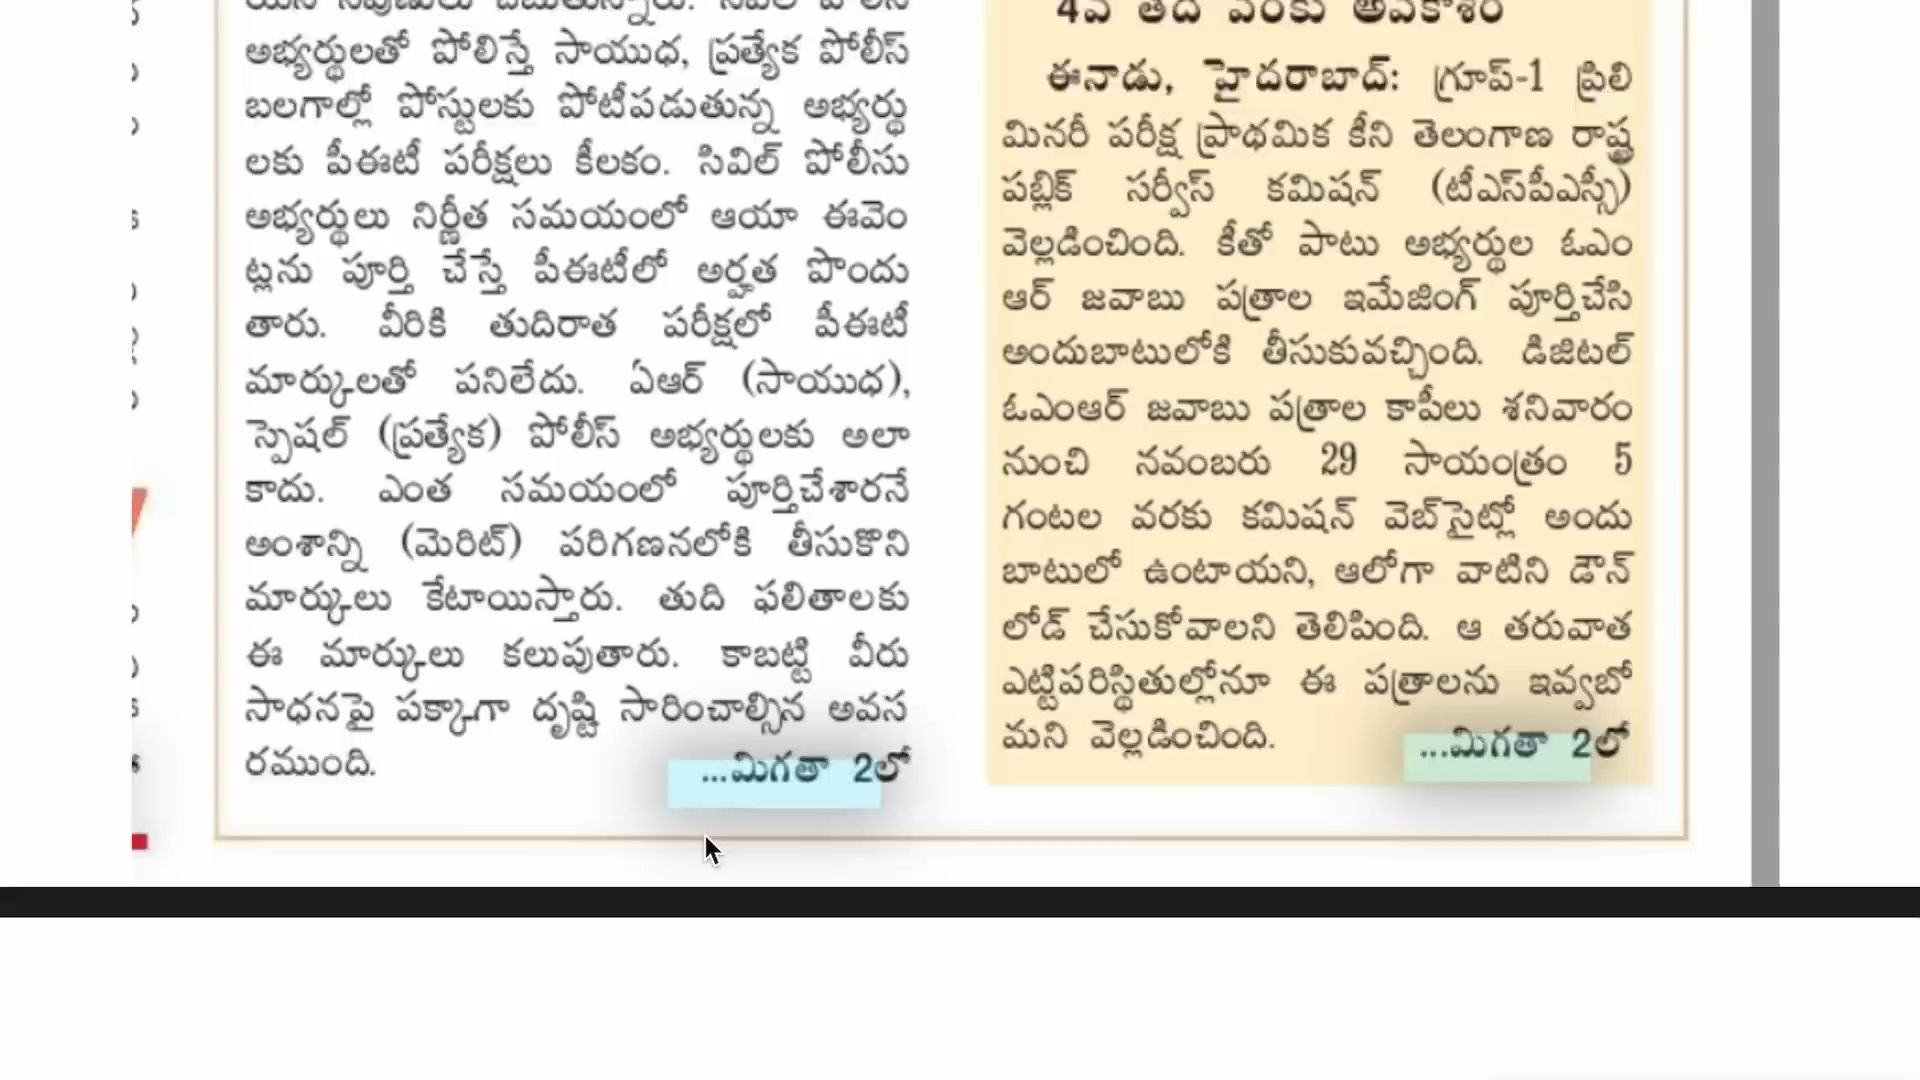 అభ్యర్థులతో పోలిస్తే సాయుధ, ప్రత్యేక పోలీస్
బలగాల్లో పోస్టులకు పోటీపడుతున్న అభ్యర్థు
లకు పీఈటీ పరీక్షలు కీలకం. సివిల్ పోలీసు
అభ్యర్థులు నిర్ణీత సమయంలో ఆయా ఈవెం
ట్లను పూర్తి చేస్తే పీఈటీలో అర్హత పొందు
తారు. వీరికి తుదిరాత పరీక్షలో పీఈటీ
మార్కులతో పనిలేదు. ఏఆర్ (సాయుధ),
స్పెషల్ (ప్రత్యేక) పోలీస్ అభ్యర్థులకు అలా
కాదు. ఎంత సమయంలో పూర్తిచేశారనే
అంశాన్ని (మెరిట్) పరిగణనలోకి తీసుకొని
మార్కులు కేటాయిస్తారు. తుది ఫలితాలకు
ఈ మార్కులు కలుపుతారు. కాబట్టి వీరు
సాధనపై పక్కాగా దృష్టి సారించాల్సిన అవస
రముంది.
...మిగతా 2లో
4వ తేదీ వరకు అవకాశం
ఈనాడు, హైదరాబాద్: గ్రూప్-1 ప్రిలి
మినరీ పరీక్ష ప్రాథమిక కీని తెలంగాణ రాష్ట్ర
పబ్లిక్ సర్వీస్ కమిషన్ (టీఎస్‌పీఎస్సీ)
వెల్లడించింది. కీతో పాటు అభ్యర్థుల ఓఎం
ఆర్ జవాబు పత్రాల ఇమేజింగ్ పూర్తిచేసి
అందుబాటులోకి తీసుకువచ్చింది. డిజిటల్
ఓఎంఆర్ జవాబు పత్రాల కాపీలు శనివారం
నుంచి నవంబరు 29 సాయంత్రం 5
గంటల వరకు కమిషన్ వెబ్‌సైట్లో అందు
బాటులో ఉంటాయని, ఆలోగా వాటిని డౌన్
లోడ్ చేసుకోవాలని తెలిపింది. ఆ తరువాత
ఎట్టిపరిస్థితుల్లోనూ ఈ పత్రాలను ఇవ్వబో
మని వెల్లడించింది.
...మిగతా 2లో